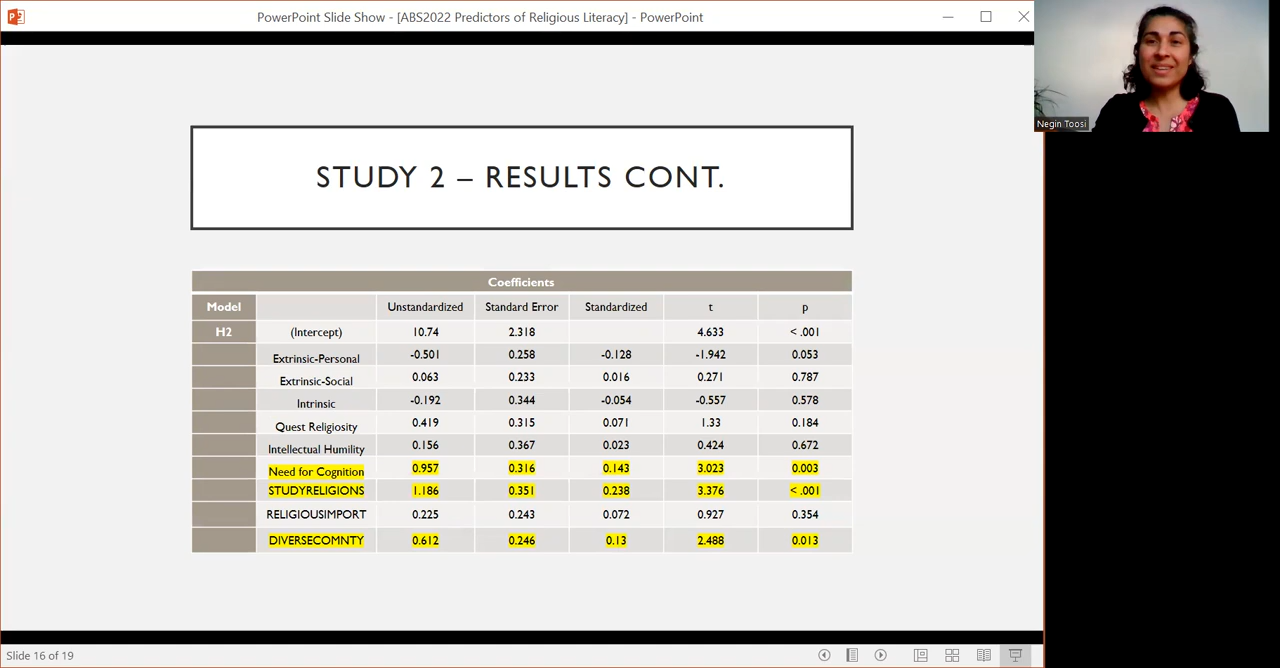 PowerPoint Slide Show - [ABS2022 Predictors of Religious Literacy] - PowerPoint
Negin Toosi
STUDY 2 – RESULTS CONT.
Coefficients
Model Unstandardized Standard Error Standardized t p
H2 (Intercept) 10.74 2.318 4.633 < .001
Extrinsic-Personal -0.501 0.258 -0.128 -1.942 0.053
Extrinsic-Social 0.063 0.233 0.016 0.271 0.787
Intrinsic -0.192 0.344 -0.054 -0.557 0.578
Quest Religiosity 0.419 0.315 0.071 1.33 0.184
Intellectual Humility 0.156 0.367 0.023 0.424 0.672
Need for Cognition 0.957 0.316 0.143 3.023 0.003
STUDYRELIGIONS 1.186 0.351 0.238 3.376 < .001
RELIGIOUSIMPORT 0.225 0.243 0.072 0.927 0.354
DIVERSECOMNTY 0.612 0.246 0.13 2.488 0.013
Slide 16 of 19